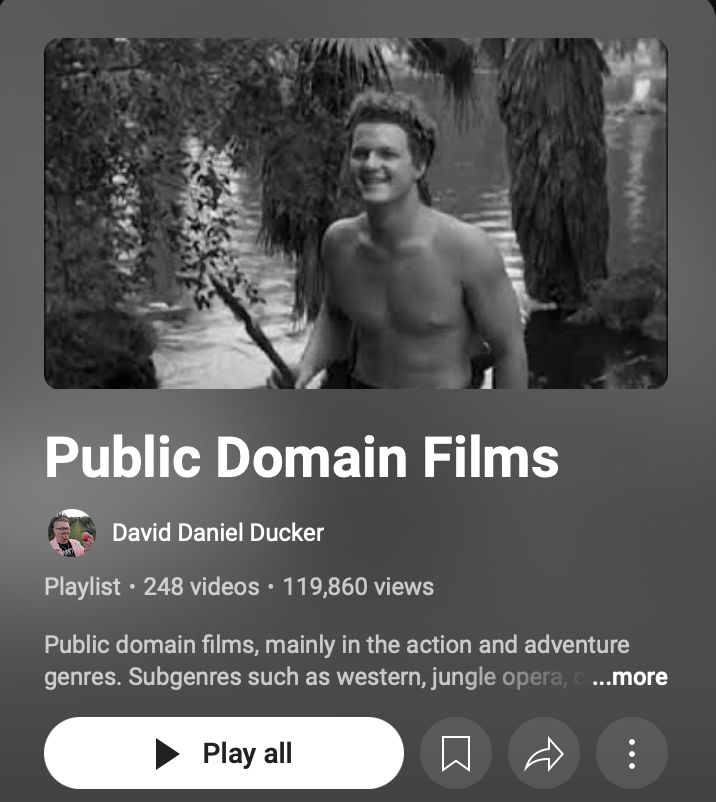 Public Domain Films
David Daniel Ducker
Playlist • 248 videos • 119,860 views
Public domain films, mainly in the action and adventure
genres. Subgenres such as western, jungle opera, ...more
Play all